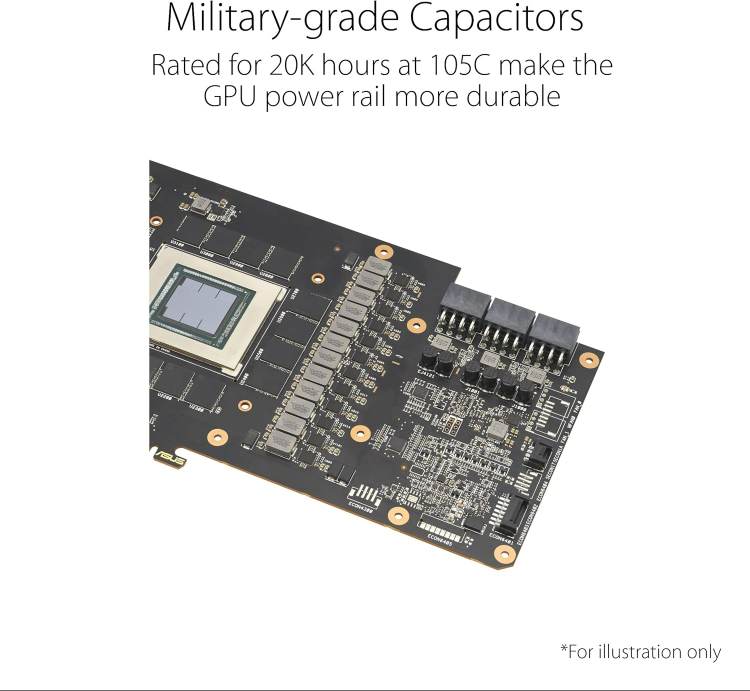 Military-grade Capacitors
Rated for 20K hours at 105C make the
GPU power rail more durable
ASUS
*For illustration only